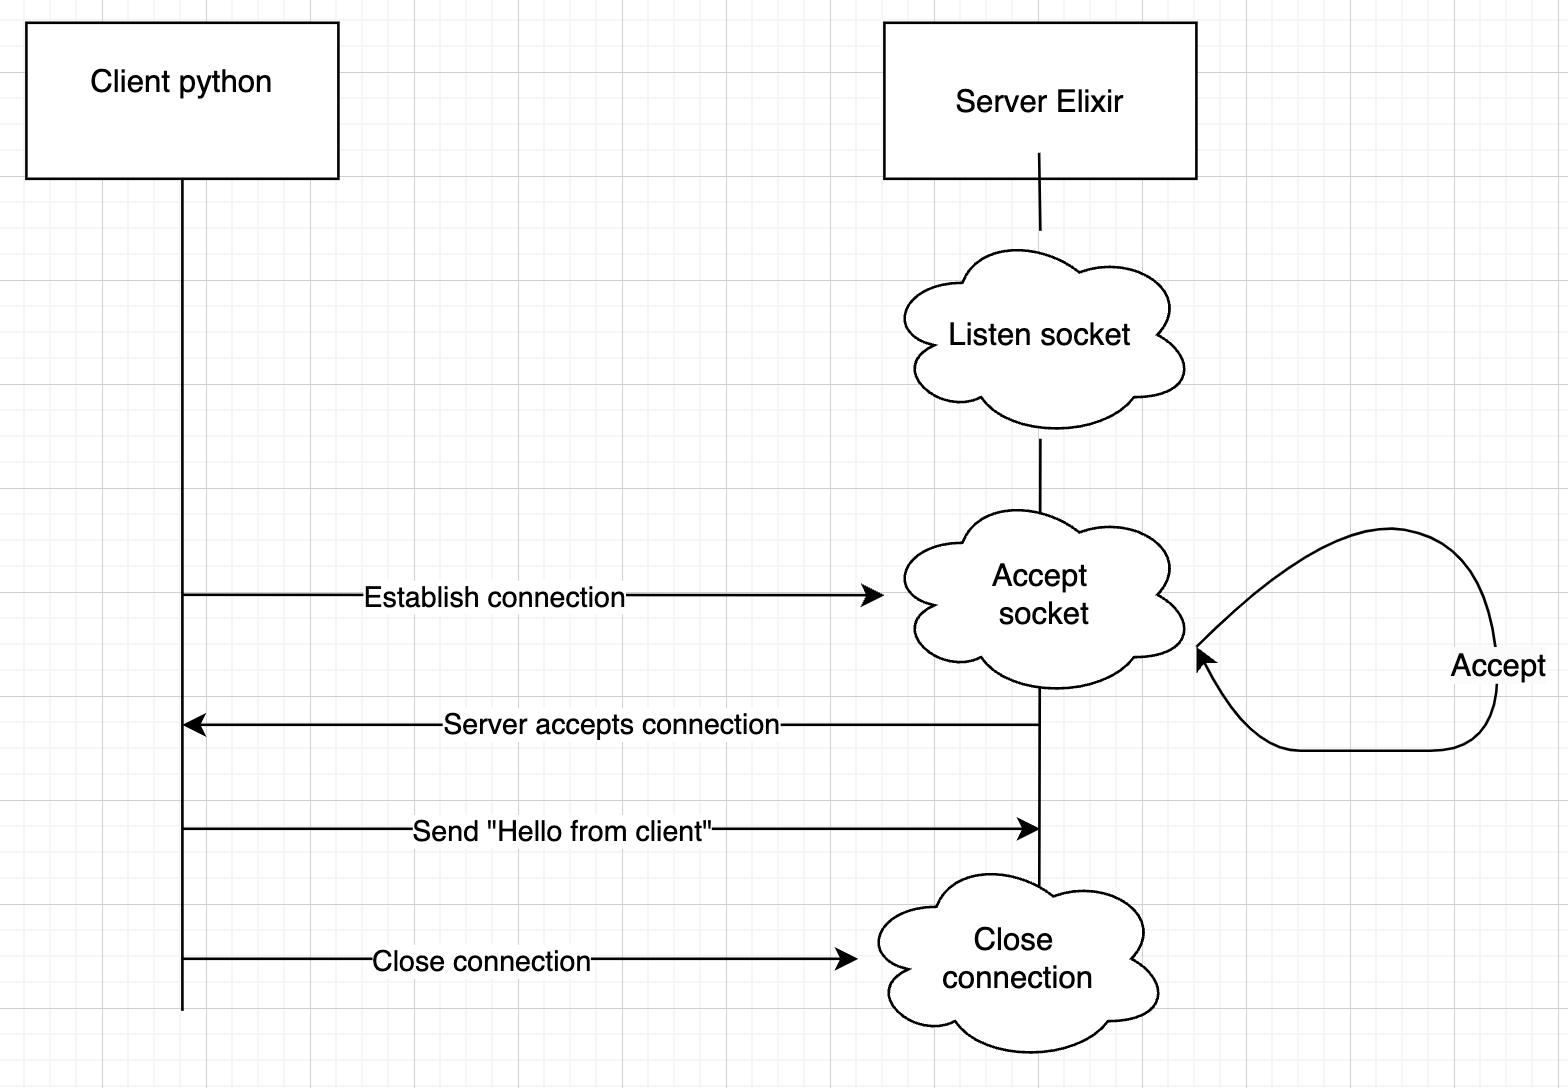 Client python
Server Elixir
Listen socket
Accept
socket
Establish connection
Accept
Server accepts connection
Send "Hello from client"
Close
connection
Close connection